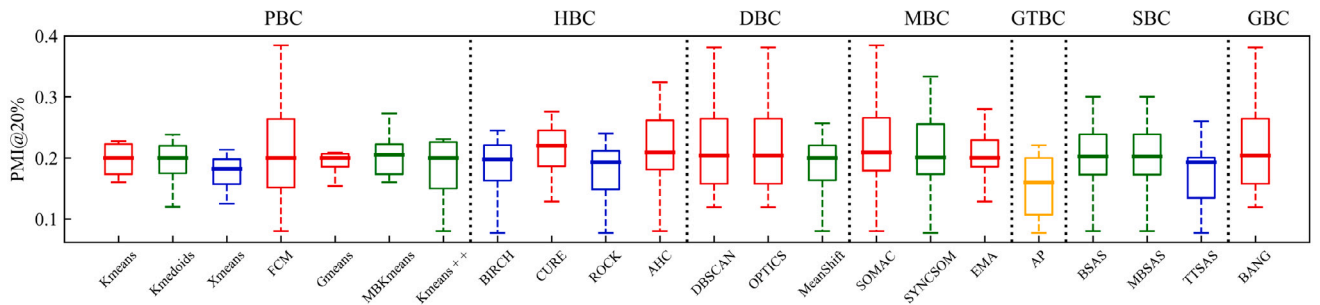 PBC HBC DBC MBC GTBC SBC GBC
PMI@20%
0.4
0.3
0.2
0.1
Kmeans Kmedoids Xmeans FCM Gmeans MBKmeans Kmeans++ BIRCH CURE ROCK AHC DBSCAN OPTICS MeanShift SOMAC SYNCSOM EMA AP BSAS MBSAS TTSAS BANG